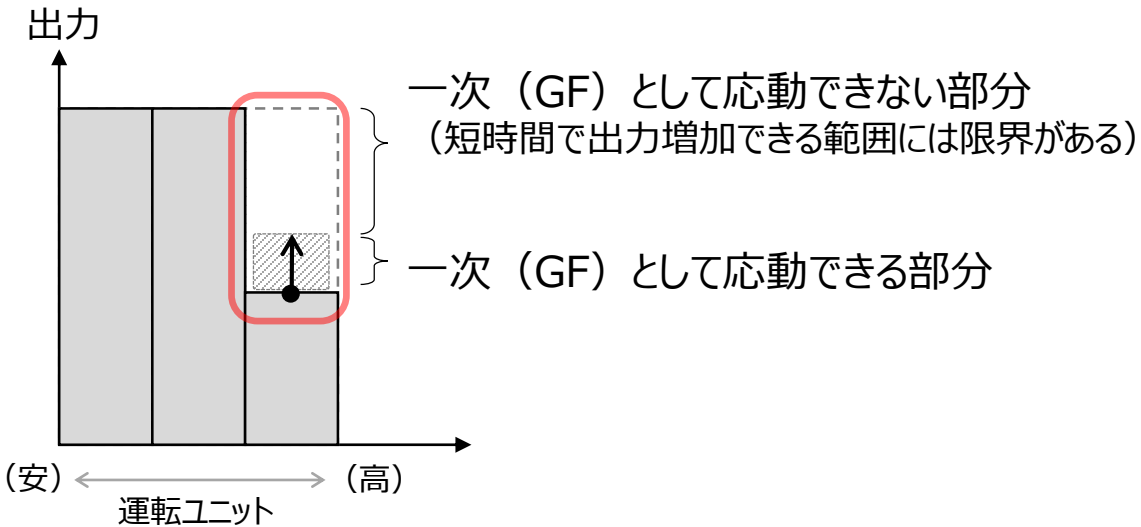 出力
一次（GF）として応動できない部分
（短時間で出力増加できる範囲には限界がある）
一次（GF）として応動できる部分
（安）
（高）
運転ユニット